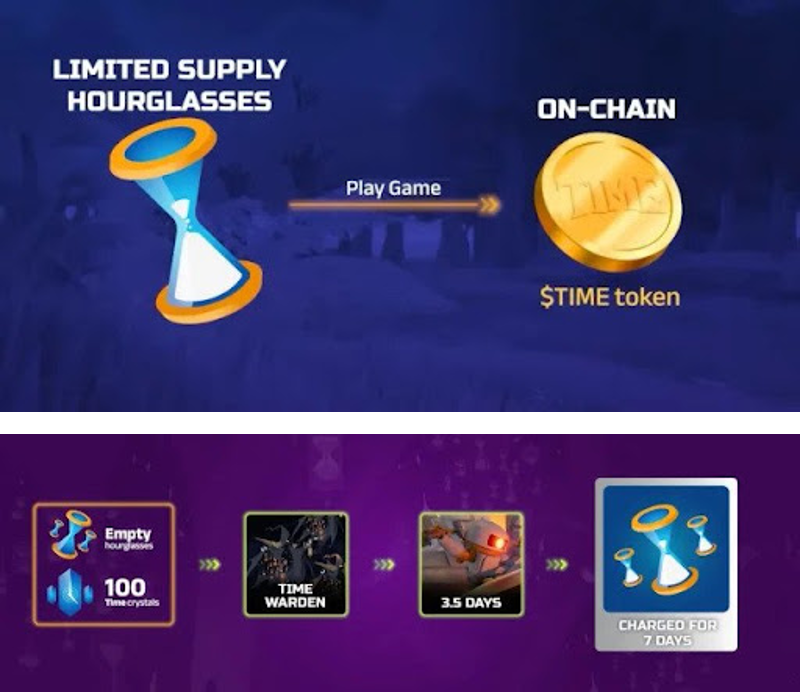 LIMITED SUPPLY
HOURGLASSES
ON-CHAIN
Play Game
TIME
$TIME token
Empty
hourglasses
100
Time crystals
TIME
WARDEN
3.5 DAYS
CHARGED FOR
7 DAYS